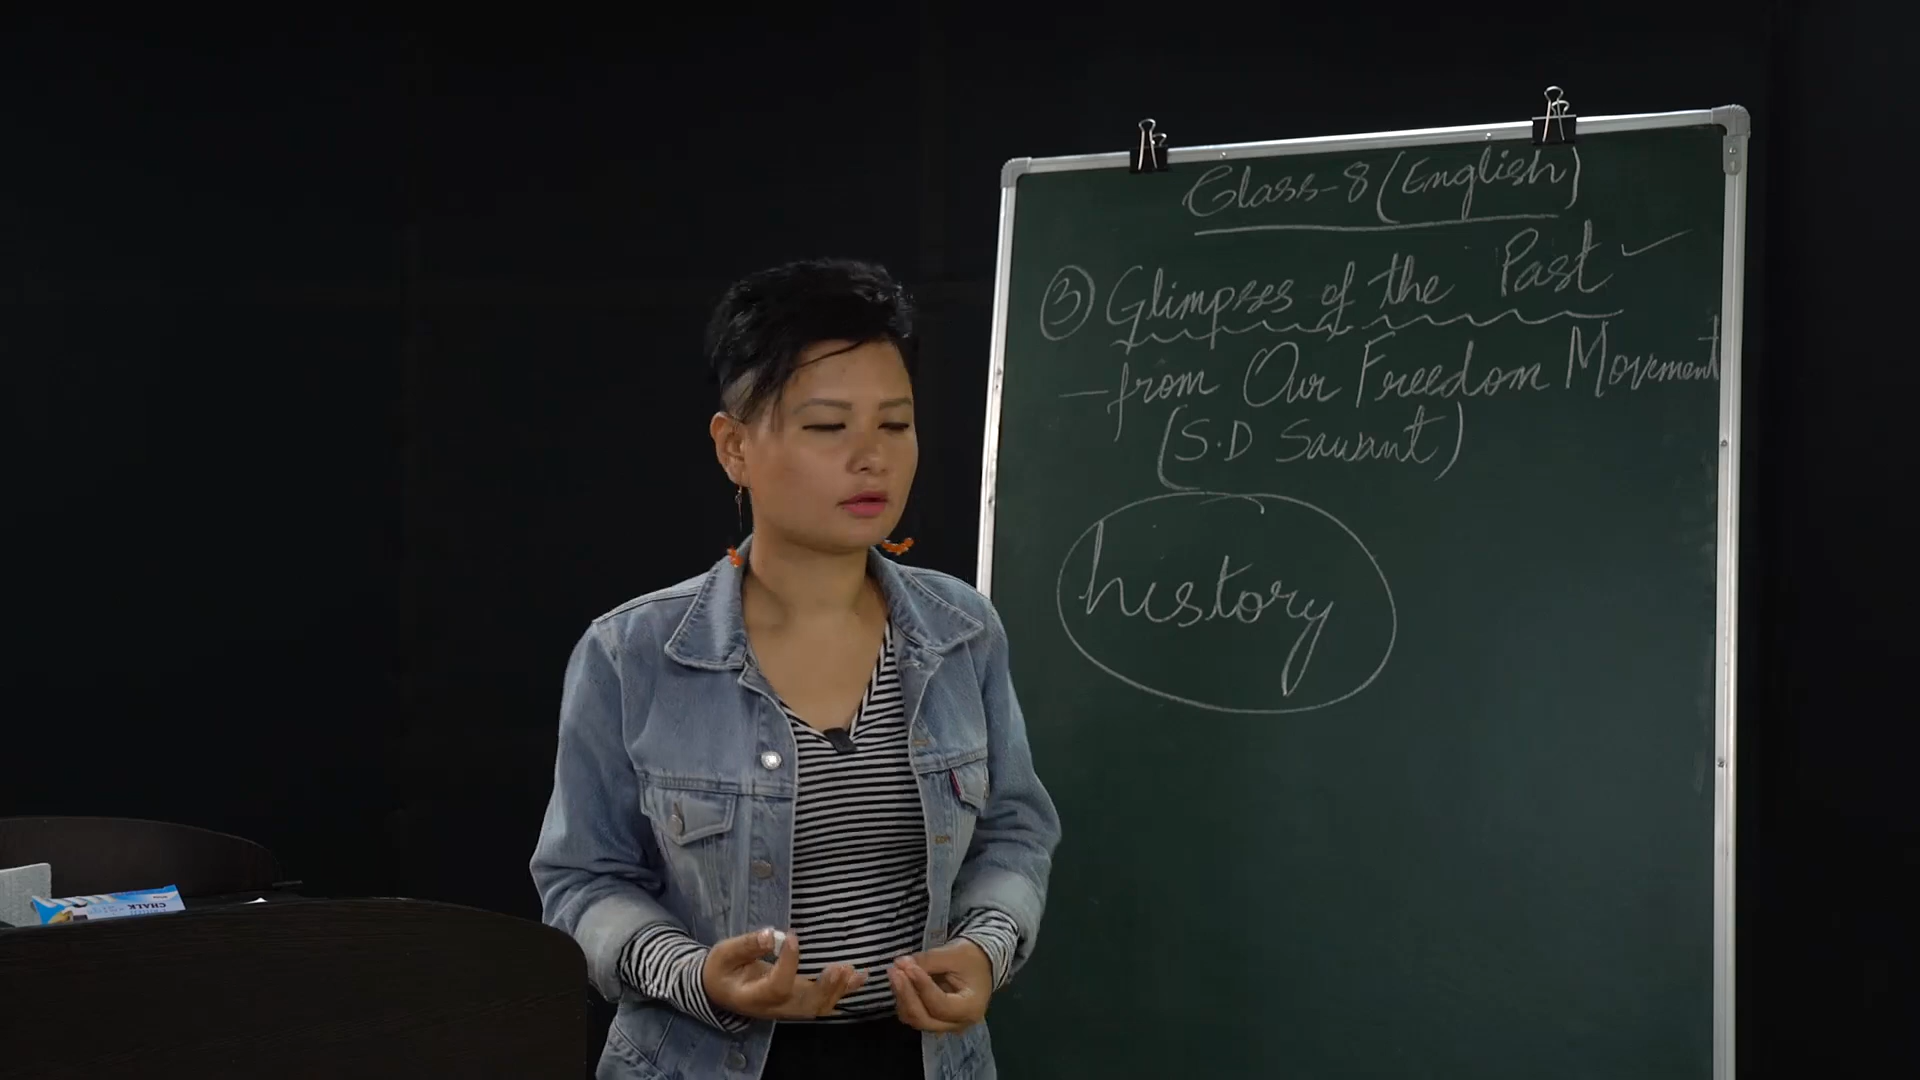 Class-8 (English)
③ Glimpses of the Past ✓
- from Our Freedom Movement
(S.D Sawant)
history
CHALK